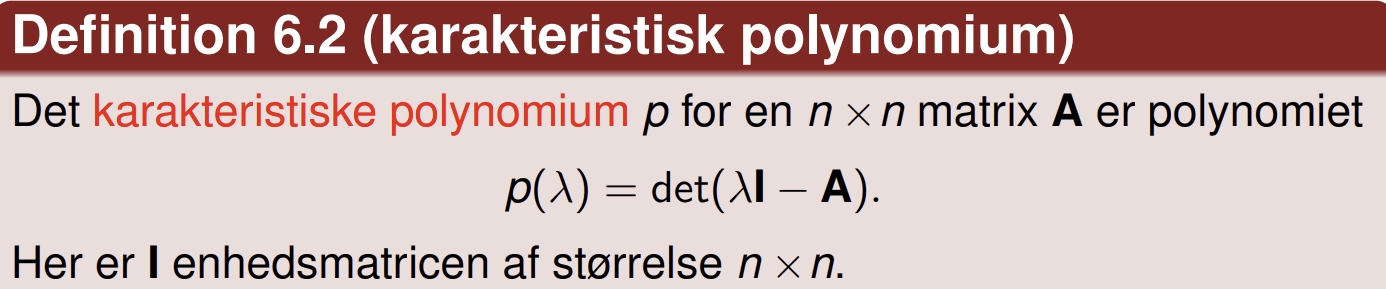 Definition 6.2 (karakteristisk polynomium)
Det karakteristiske polynomium p for en n × n matrix A er polynomiet
p(λ) = det(λI − A).
Her er I enhedsmatricen af størrelse n × n.